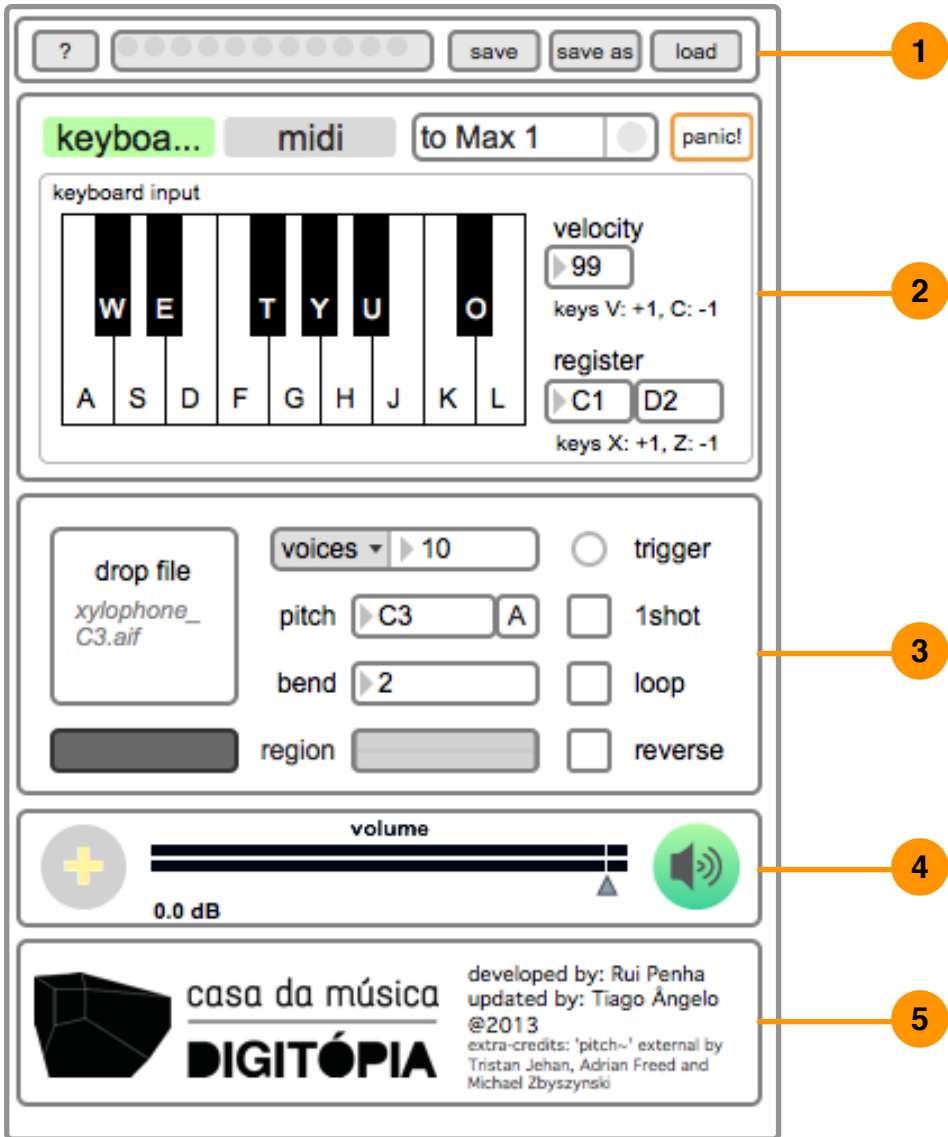 ? save save as load 1
keyboa... midi to Max 1 panic!
keyboard input
velocity
99
W E T Y U O
keys V: +1, C: -1
2
register
A S D F G H J K L
C1 D2
keys X: +1, Z: -1
drop file
xylophone_
C3.aif
voices 10 trigger
pitch C3 A 1shot
bend 2 loop
region reverse
3
volume
0.0 dB
4
casa da música
DIGITÓPIA
developed by: Rui Penha
updated by: Tiago Ângelo
@2013
extra-credits: 'pitch~' external by
Tristan Jehan, Adrian Freed and
Michael Zbyszynski
5